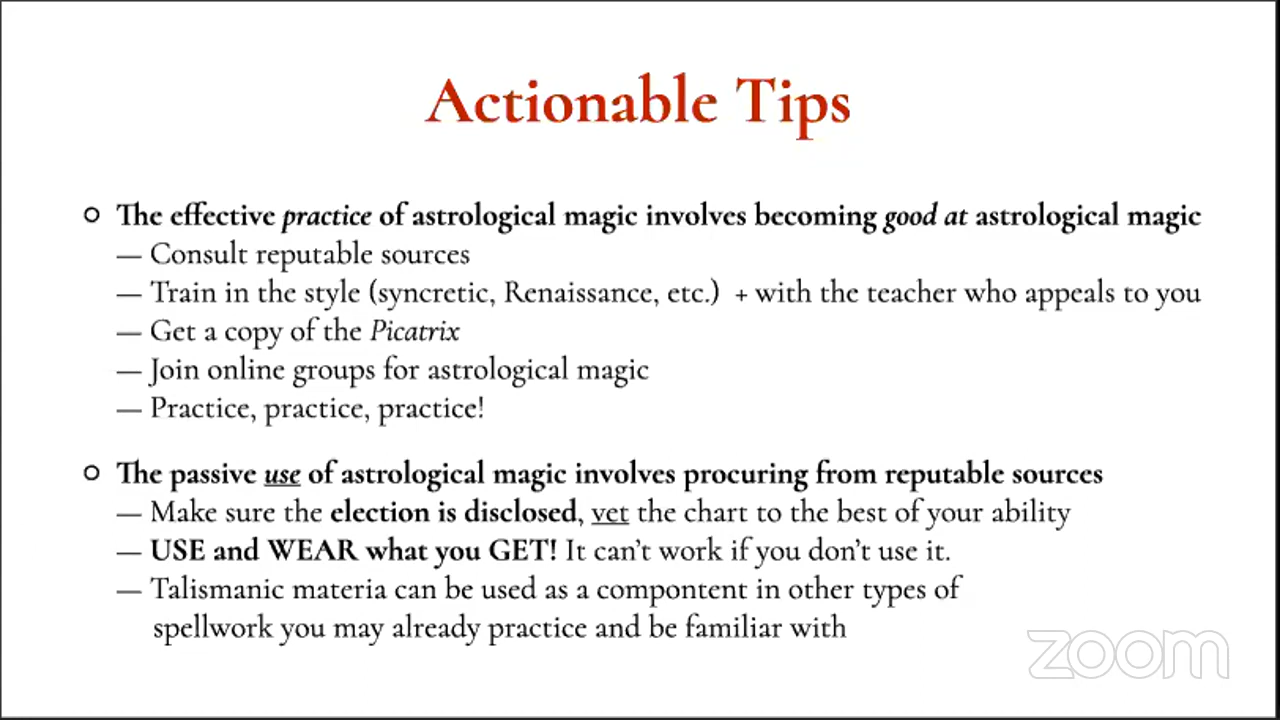 Actionable Tips
The effective practice of astrological magic involves becoming good at astrological magic
— Consult reputable sources
— Train in the style (syncretic, Renaissance, etc.) + with the teacher who appeals to you
— Get a copy of the Picatrix
— Join online groups for astrological magic
— Practice, practice, practice!
The passive use of astrological magic involves procuring from reputable sources
— Make sure the election is disclosed, vet the chart to the best of your ability
— USE and WEAR what you GET! It can't work if you don't use it.
— Talismanic materia can be used as a compontent in other types of
spellwork you may already practice and be familiar with
zoom